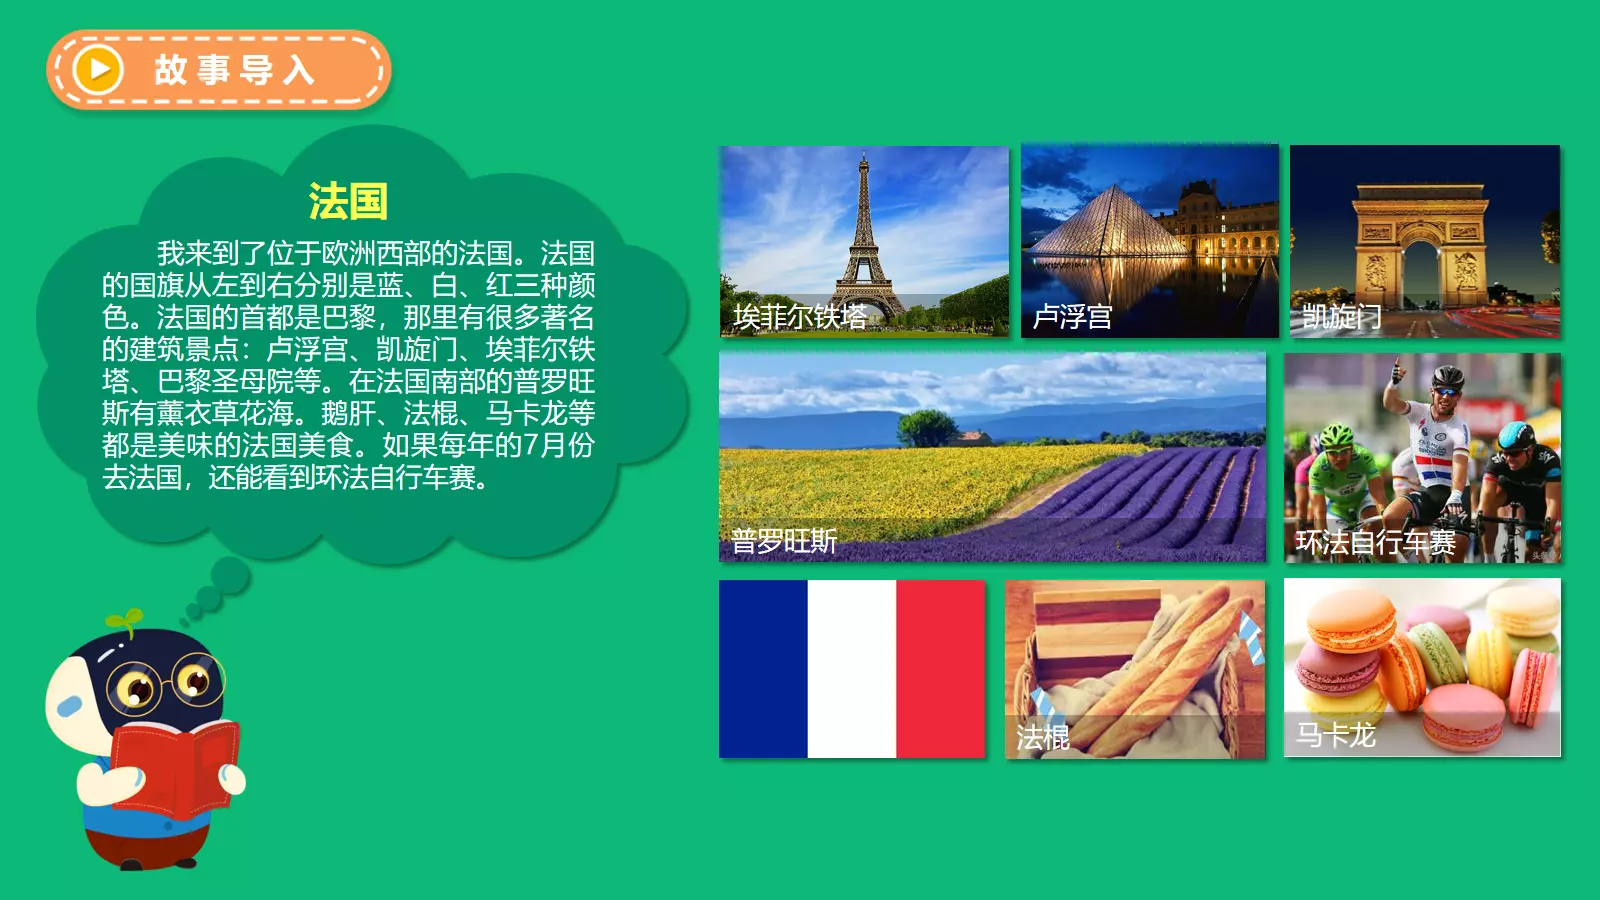 故事导入
法国
我来到了位于欧洲西部的法国。法国
的国旗从左到右分别是蓝、白、红三种颜
色。法国的首都是巴黎，那里有很多著名
的建筑景点：卢浮宫、凯旋门、埃菲尔铁
塔、巴黎圣母院等。在法国南部的普罗旺
斯有薰衣草花海。鹅肝、法棍、马卡龙等
都是美味的法国美食。如果每年的7月份
去法国，还能看到环法自行车赛。
埃菲尔铁塔
卢浮宫
凯旋门
普罗旺斯
环法自行车赛
法棍
马卡龙